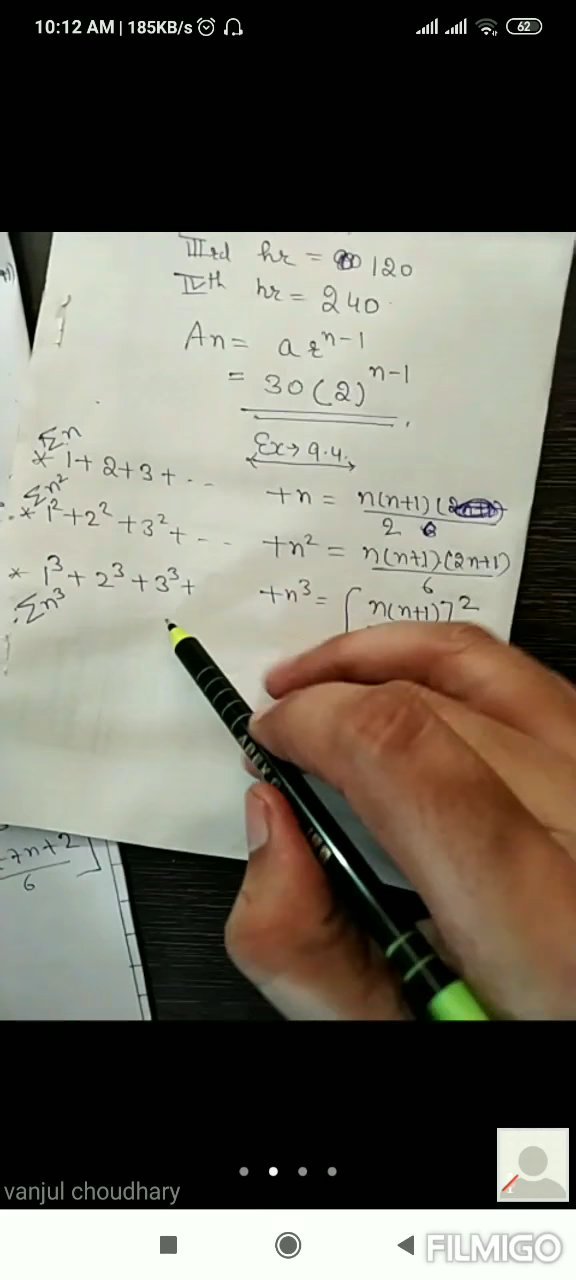 10:12 AM | 185KB/s
62
IIIrd hr = 120
IVth hr = 240
An = a r^n-1
= 30(2)^n-1
Ex→ 9.4.
Σn
* 1 + 2 + 3 + ... + n = n(n+1) / 2
Σn²
* 1² + 2² + 3² + ... + n² = n(n+1)(2n+1) / 6
* 1³ + 2³ + 3³ + + n³ = [n(n+1)]²
Σn³
7n+2 ]
6
vanjul choudhary
FILMIGO